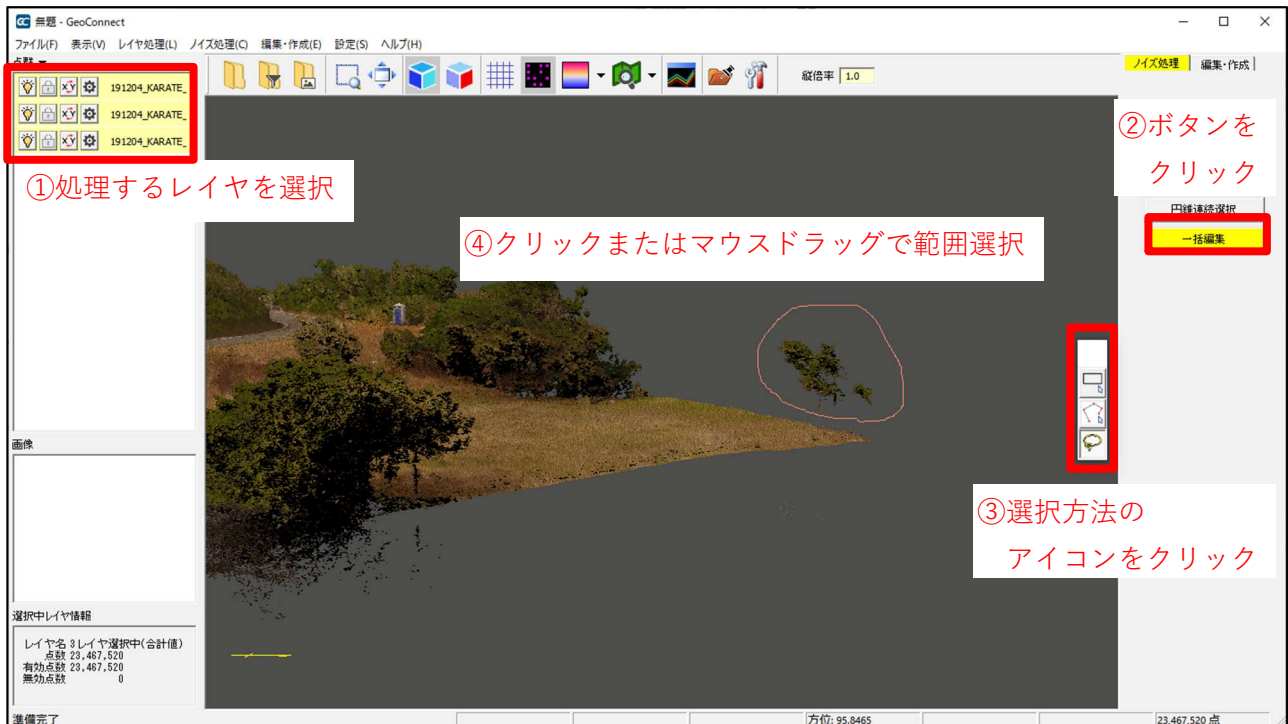 無題 - GeoConnect
ファイル(F) 表示(V) レイヤ処理(L) ノイズ処理(C) 編集・作成(E) 設定(S) ヘルプ(H)
縦倍率 1.0
ノイズ処理 編集・作成
191204_KARATE_
191204_KARATE_
191204_KARATE_
①処理するレイヤを選択
②ボタンを
クリック
円錐連続選択
一括編集
④クリックまたはマウスドラッグで範囲選択
③選択方法の
アイコンをクリック
画像
選択中レイヤ情報
レイヤ名 3レイヤ選択中(合計値)
点数 23,467,520
有効点数 23,467,520
無効点数 0
準備完了
方位: 95.8465
23,467,520 点